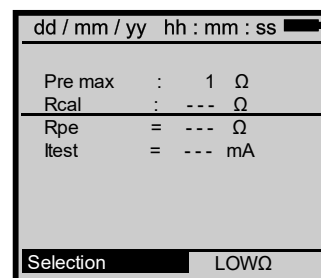 dd / mm / yy hh : mm : ss
Pre max : 1 Ω
Rcal : - - - Ω
Rpe = - - - Ω
Itest = - - - mA
Selection LOWΩ